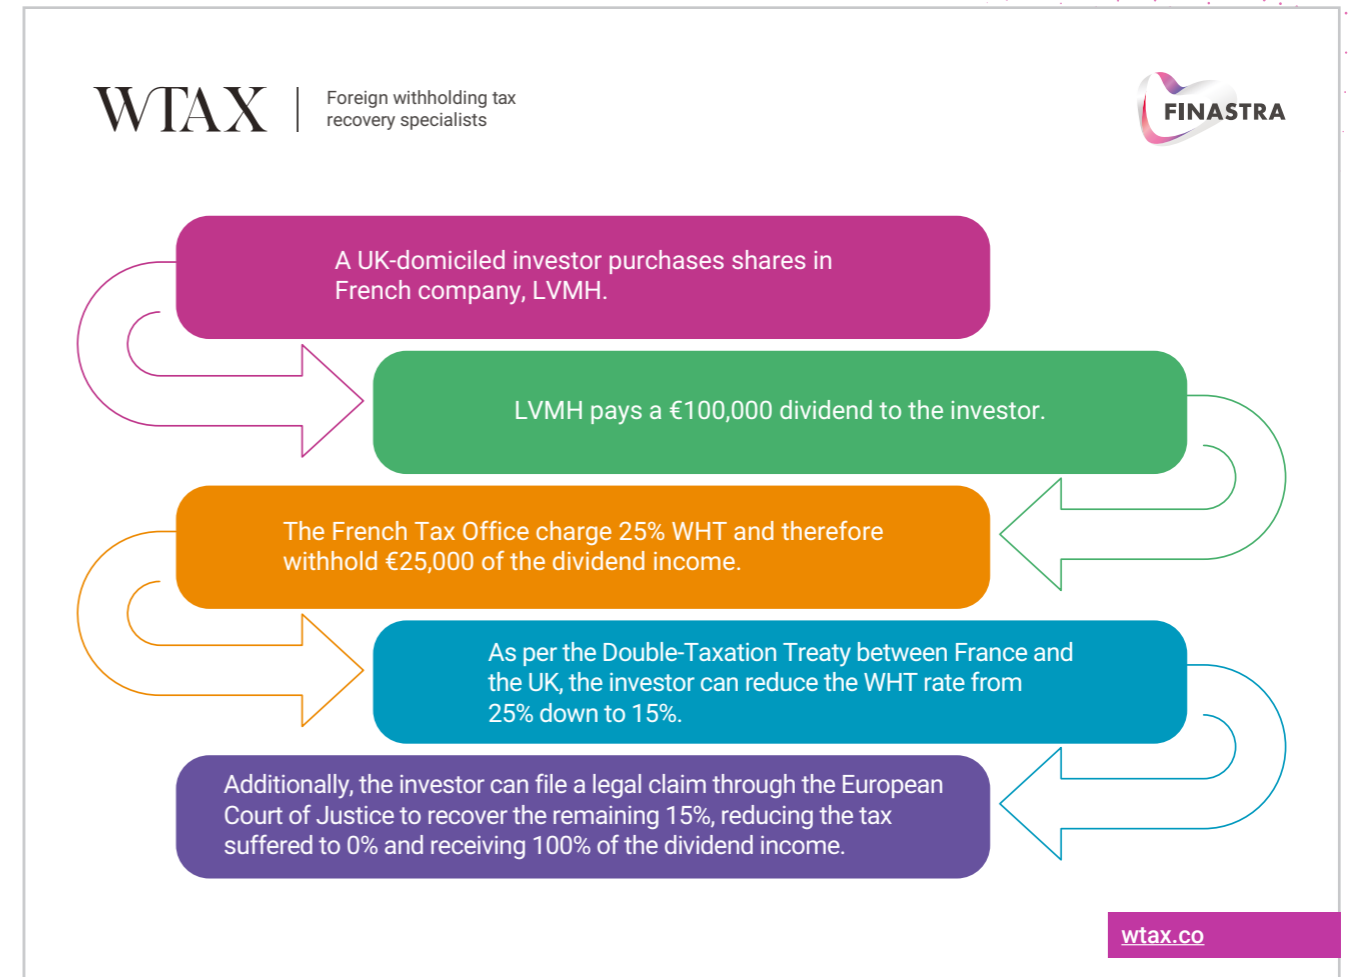 WTAX
Foreign withholding tax
recovery specialists
FINASTRA
A UK-domiciled investor purchases shares in
French company, LVMH.
LVMH pays a €100,000 dividend to the investor.
The French Tax Office charge 25% WHT and therefore
withhold €25,000 of the dividend income.
As per the Double-Taxation Treaty between France and
the UK, the investor can reduce the WHT rate from
25% down to 15%.
Additionally, the investor can file a legal claim through the European
Court of Justice to recover the remaining 15%, reducing the tax
suffered to 0% and receiving 100% of the dividend income.
wtax.co